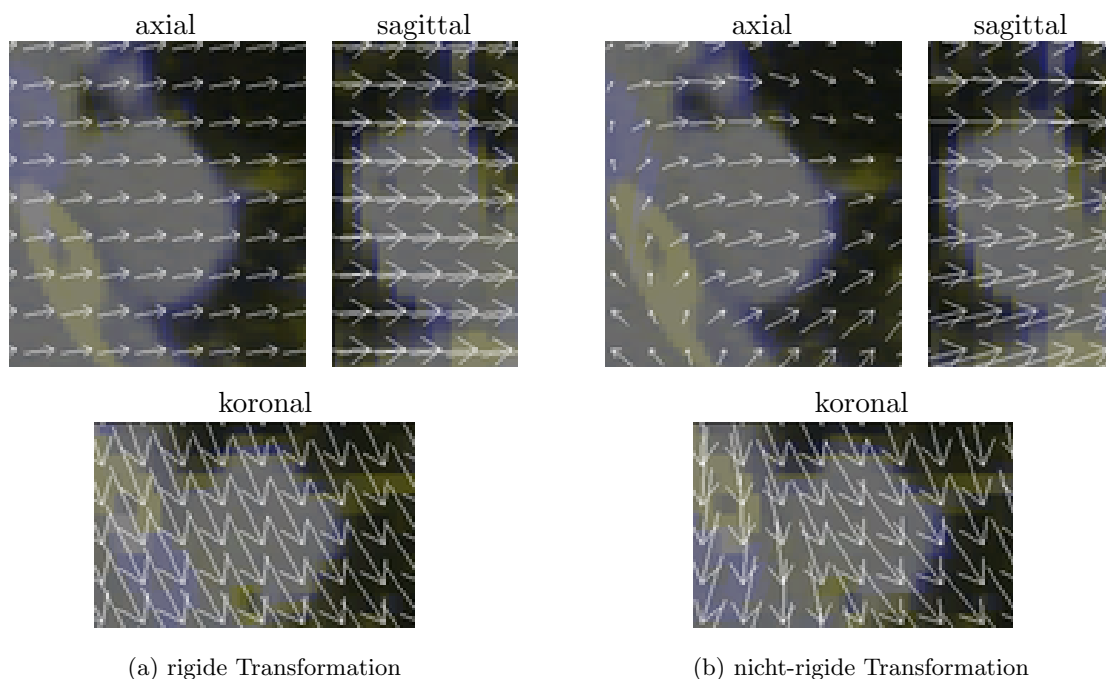 axial sagittal axial sagittal
koronal koronal
(a) rigide Transformation (b) nicht-rigide Transformation